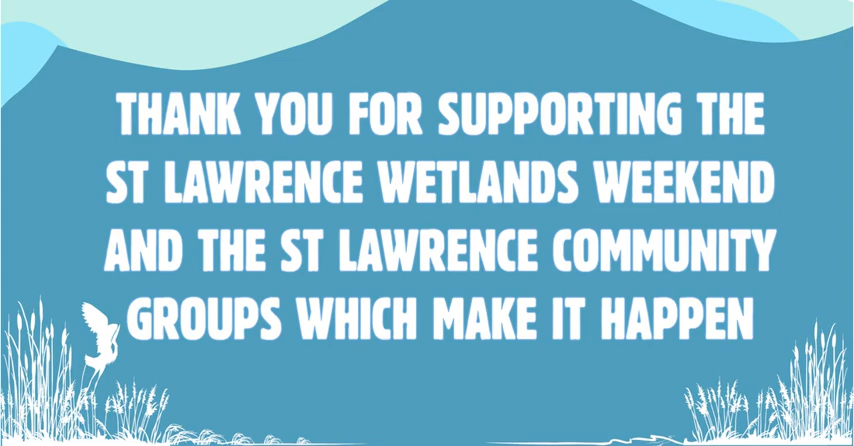 THANK YOU FOR SUPPORTING THE
ST LAWRENCE WETLANDS WEEKEND
AND THE ST LAWRENCE COMMUNITY
GROUPS WHICH MAKE IT HAPPEN